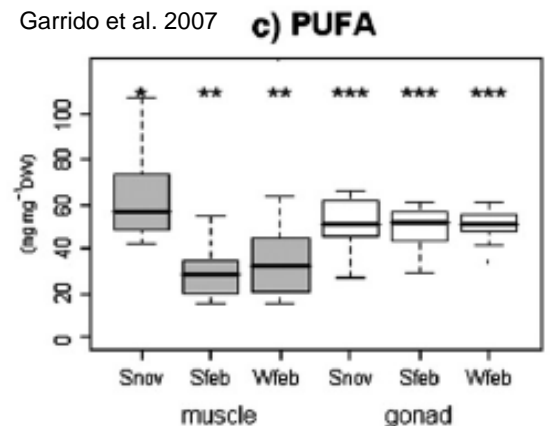 Garrido et al. 2007 c) PUFA
* ** ** *** *** ***
100
80
60
40
20
0
(ng mg⁻¹DW)
Snov Sfeb Wfeb Snov Sfeb Wfeb
muscle gonad